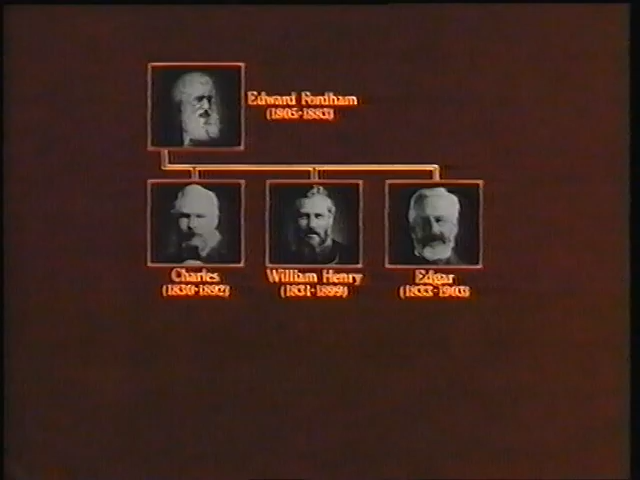 Edward Fordham
(1805-1883)
Charles
(1830-1892)
William Henry
(1831-1899)
Edgar
(1833-1903)